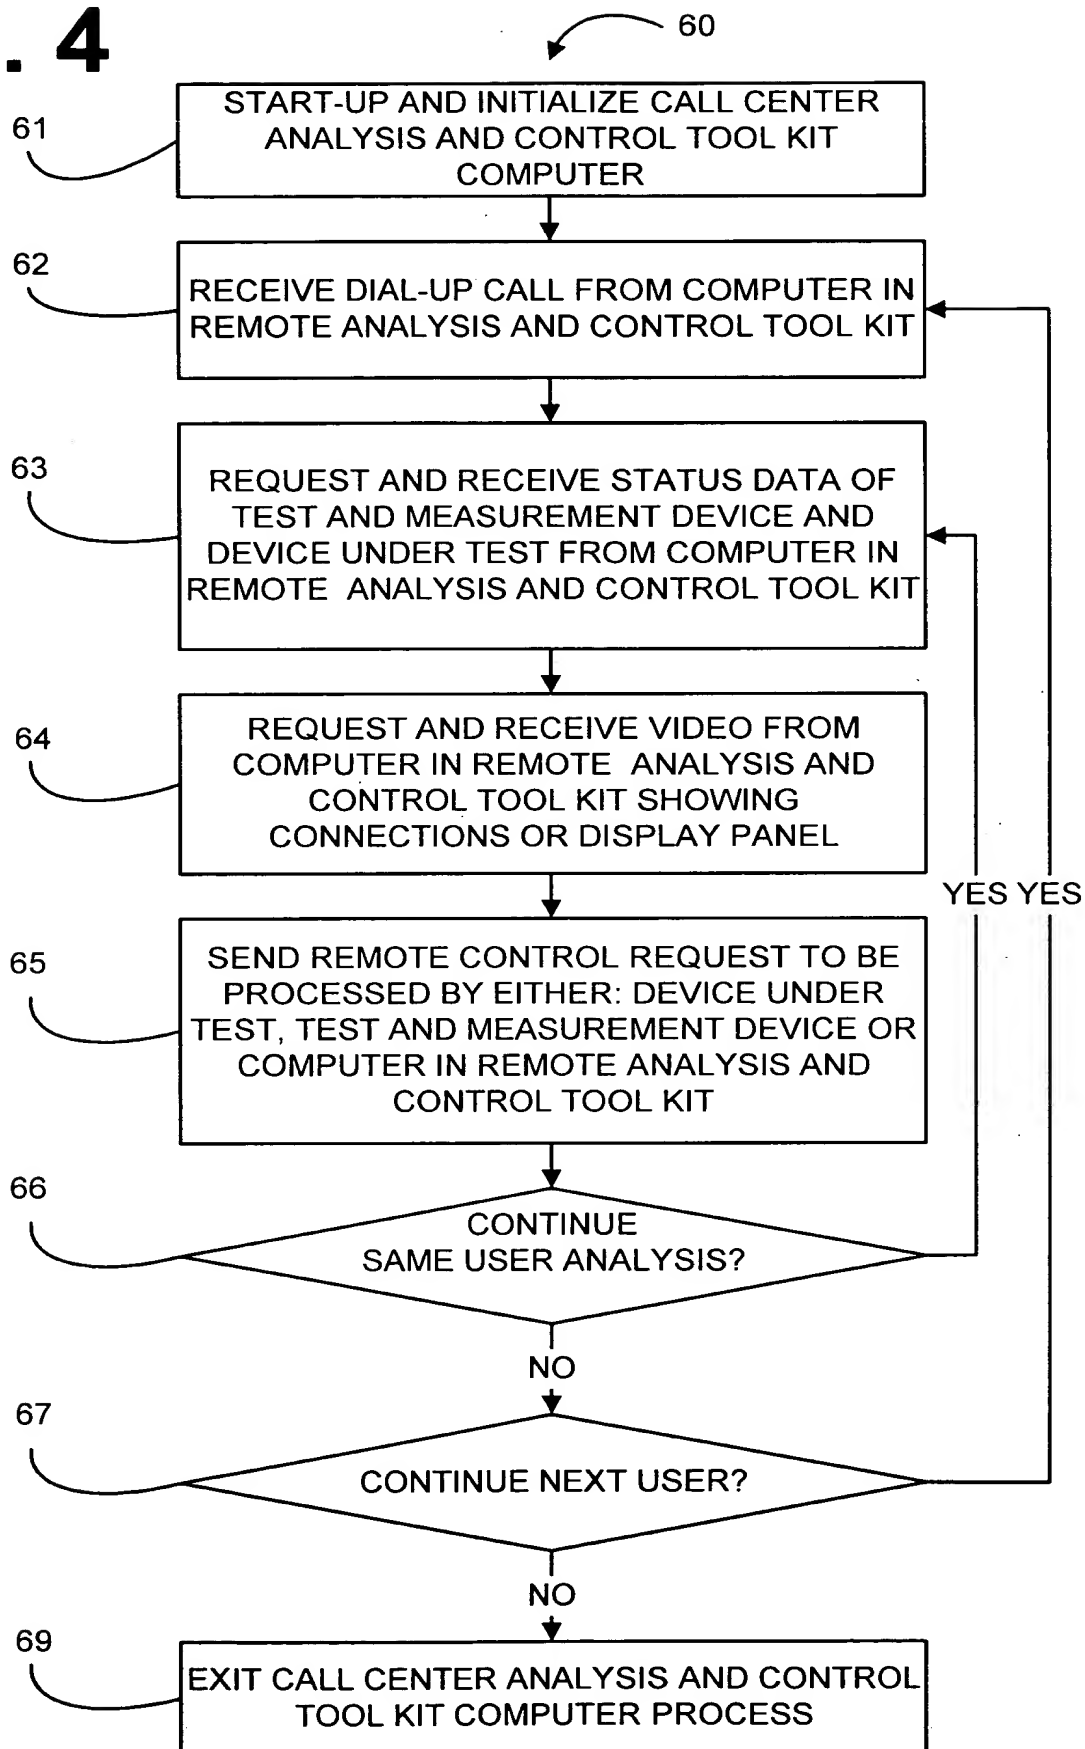 . 4
60
61
START-UP AND INITIALIZE CALL CENTER
ANALYSIS AND CONTROL TOOL KIT
COMPUTER
62
RECEIVE DIAL-UP CALL FROM COMPUTER IN
REMOTE ANALYSIS AND CONTROL TOOL KIT
63
REQUEST AND RECEIVE STATUS DATA OF
TEST AND MEASUREMENT DEVICE AND
DEVICE UNDER TEST FROM COMPUTER IN
REMOTE ANALYSIS AND CONTROL TOOL KIT
64
REQUEST AND RECEIVE VIDEO FROM
COMPUTER IN REMOTE ANALYSIS AND
CONTROL TOOL KIT SHOWING
CONNECTIONS OR DISPLAY PANEL
YES YES
65
SEND REMOTE CONTROL REQUEST TO BE
PROCESSED BY EITHER: DEVICE UNDER
TEST, TEST AND MEASUREMENT DEVICE OR
COMPUTER IN REMOTE ANALYSIS AND
CONTROL TOOL KIT
66
CONTINUE
SAME USER ANALYSIS?
NO
67
CONTINUE NEXT USER?
NO
69
EXIT CALL CENTER ANALYSIS AND CONTROL
TOOL KIT COMPUTER PROCESS